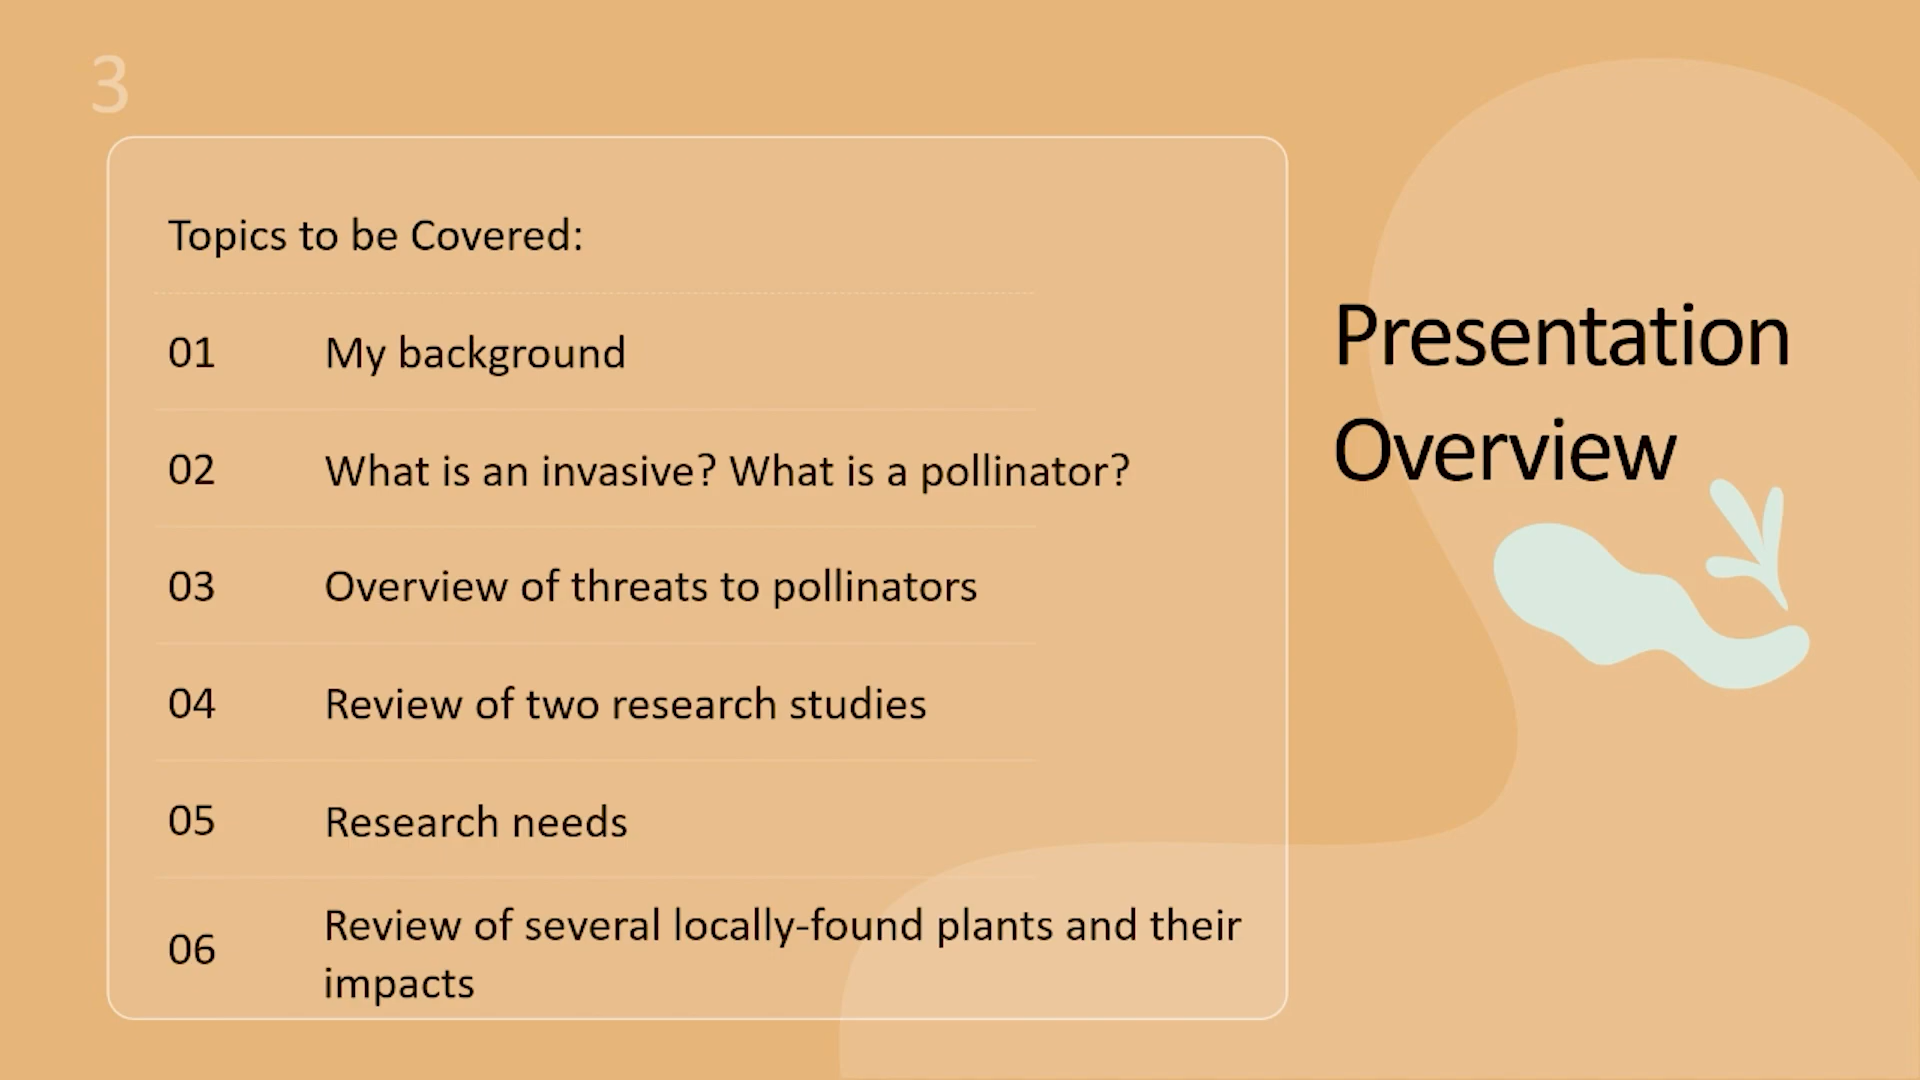 3
Topics to be Covered:
01 My background
02 What is an invasive? What is a pollinator?
03 Overview of threats to pollinators
04 Review of two research studies
05 Research needs
06 Review of several locally-found plants and their
impacts
Presentation
Overview